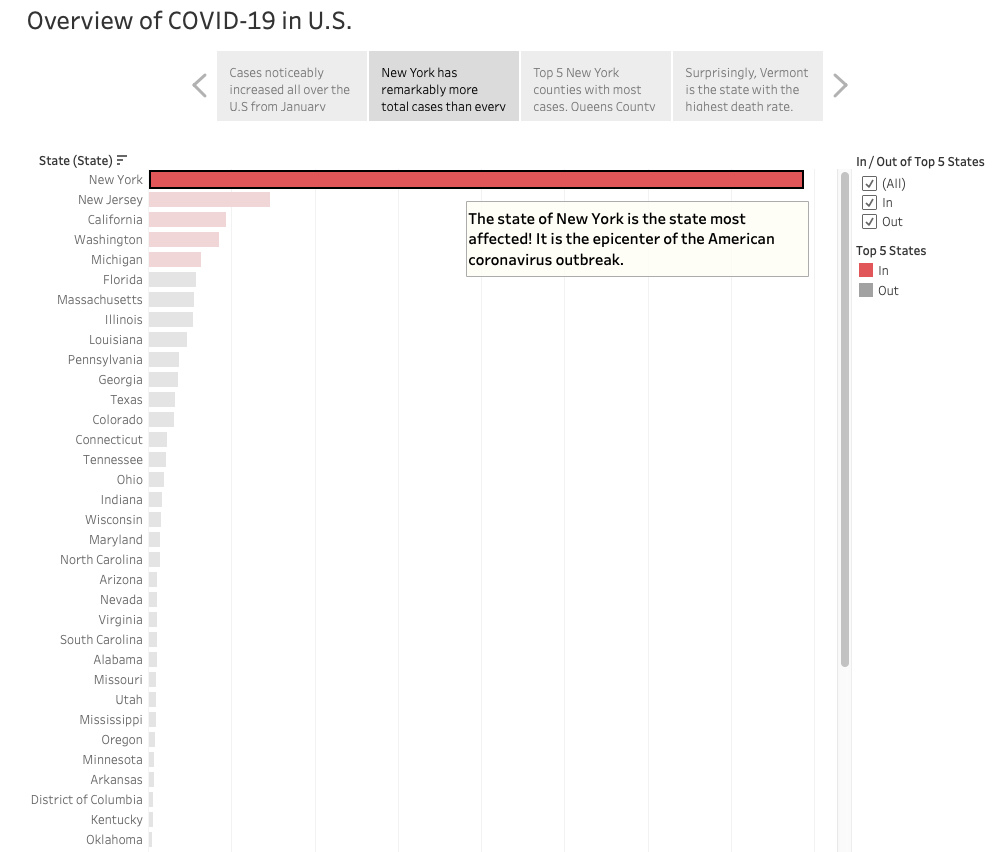 Overview of COVID-19 in U.S.
Cases noticeably
increased all over the
U.S from January
New York has
remarkably more
total cases than every
Top 5 New York
counties with most
cases. Queens County
Surprisingly, Vermont
is the state with the
highest death rate.
State (State)
New York
New Jersey
California
Washington
Michigan
Florida
Massachusetts
Illinois
Louisiana
Pennsylvania
Georgia
Texas
Colorado
Connecticut
Tennessee
Ohio
Indiana
Wisconsin
Maryland
North Carolina
Arizona
Nevada
Virginia
South Carolina
Alabama
Missouri
Utah
Mississippi
Oregon
Minnesota
Arkansas
District of Columbia
Kentucky
Oklahoma
The state of New York is the state most
affected! It is the epicenter of the American
coronavirus outbreak.
In / Out of Top 5 States
(All)
In
Out
Top 5 States
In
Out